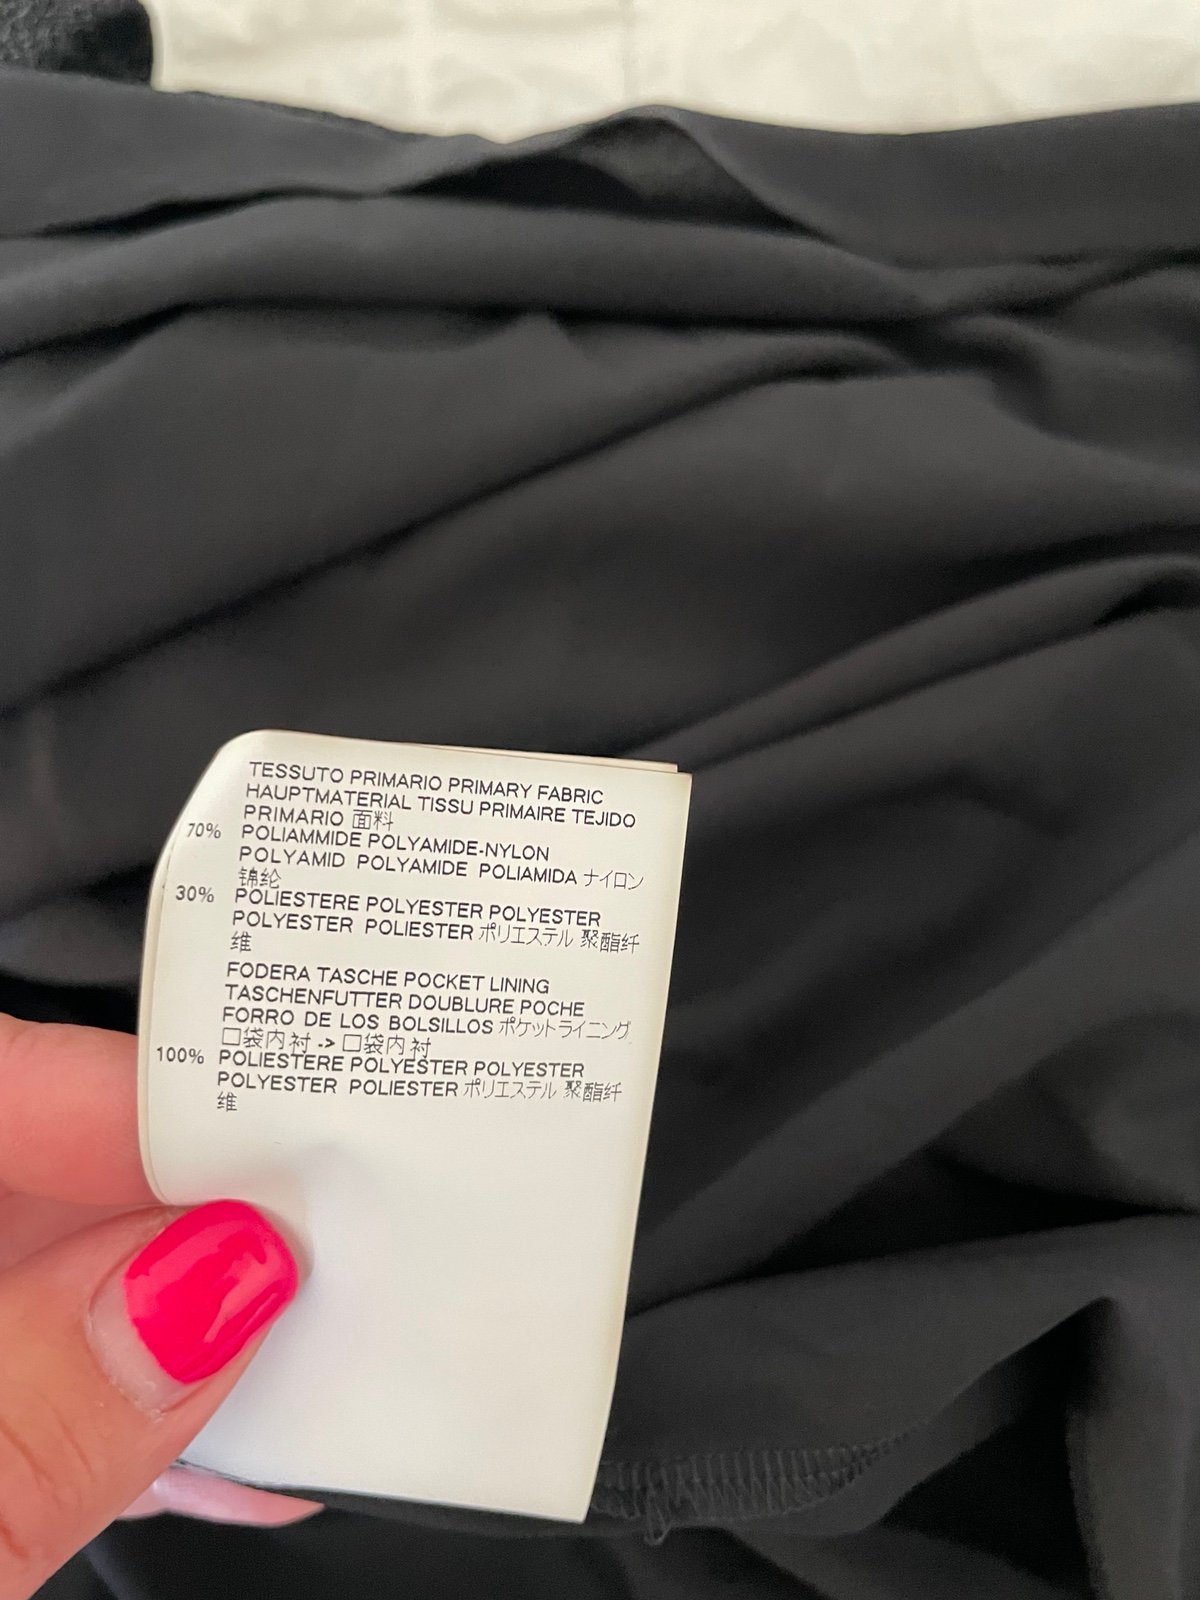 TESSUTO PRIMARIO PRIMARY FABRIC
HAUPTMATERIAL TISSU PRIMAIRE TEJIDO
PRIMARIO 面料
70% POLIAMMIDE POLYAMIDE-NYLON
POLYAMID POLYAMIDE POLIAMIDA ナイロン
锦纶
30% POLIESTERE POLYESTER POLYESTER
POLYESTER POLIESTER ポリエステル 聚酯纤
维
FODERA TASCHE POCKET LINING
TASCHENFUTTER DOUBLURE POCHE
FORRO DE LOS BOLSILLOS ポケットライニング
口袋内衬 -> 口袋内衬
100% POLIESTERE POLYESTER POLYESTER
POLYESTER POLIESTER ポリエステル 聚酯纤
维